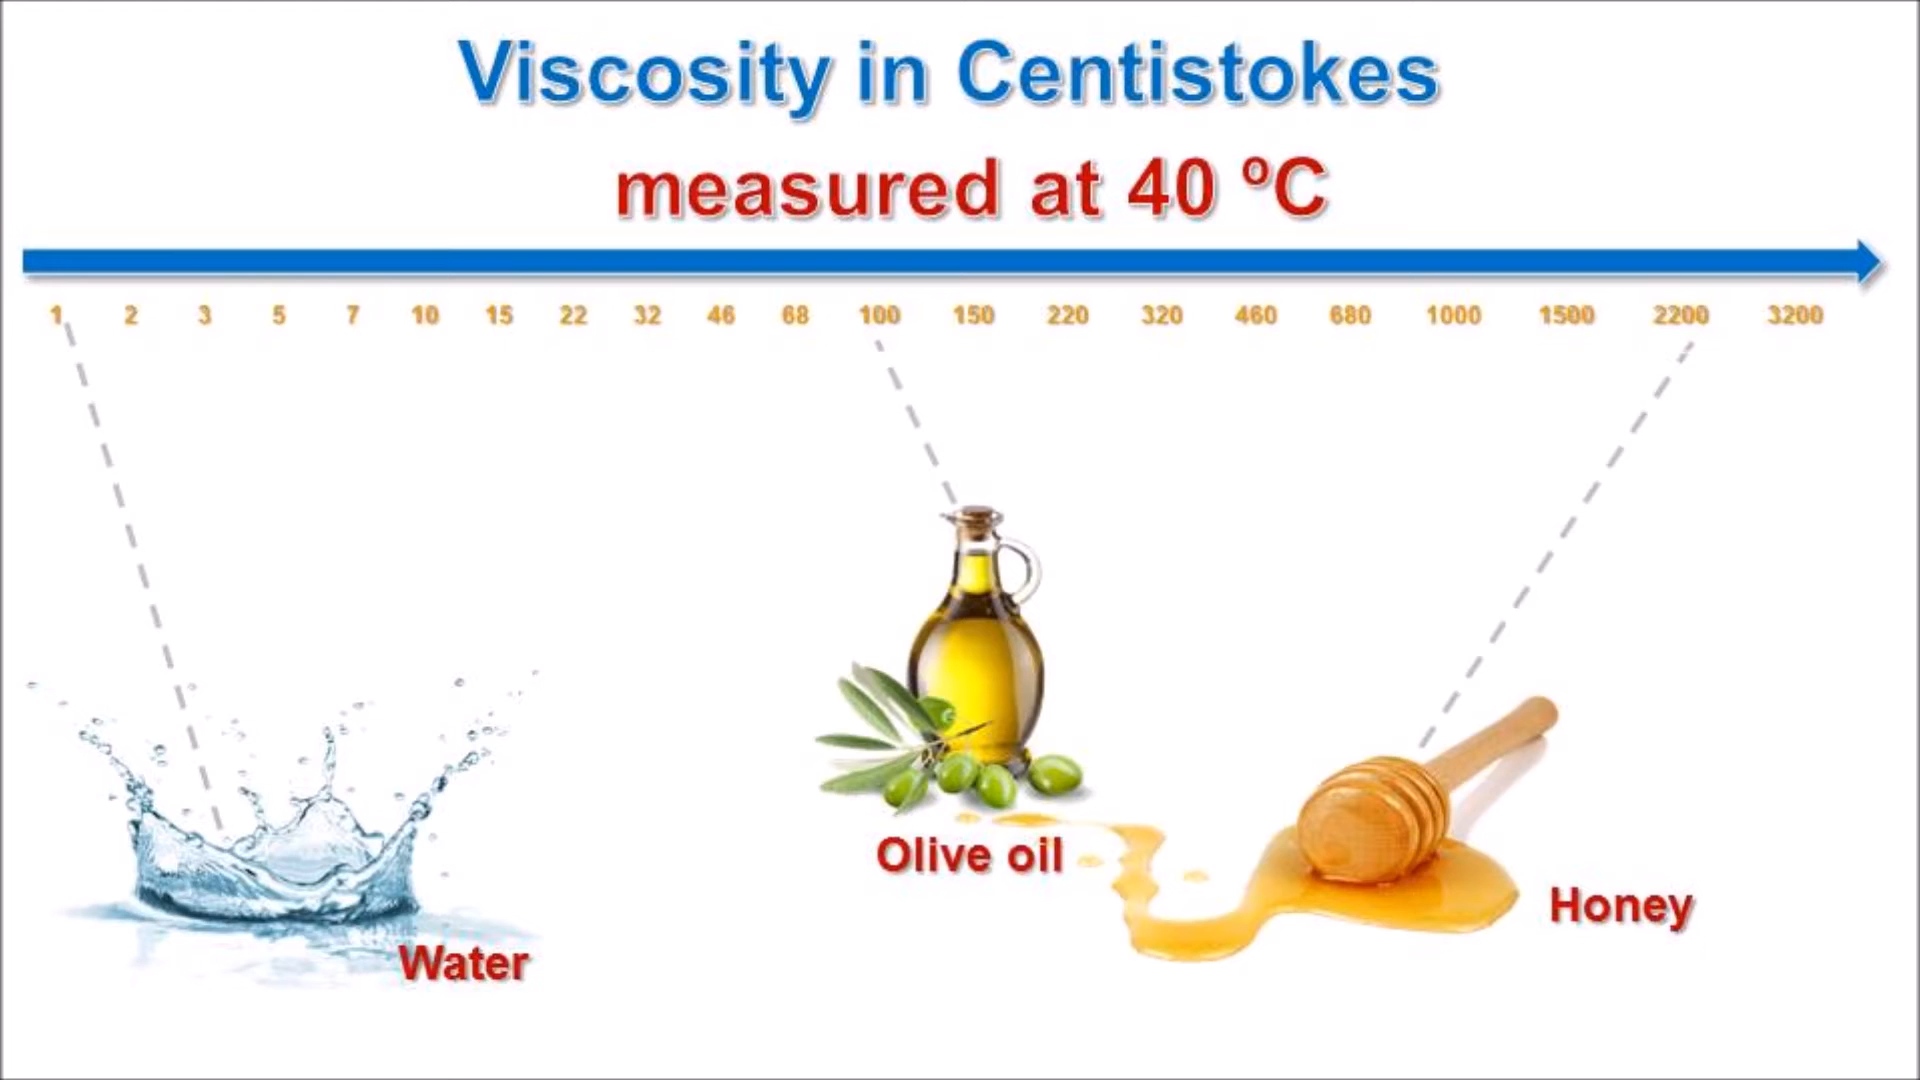 Viscosity in Centistokes
measured at 40 ºC
1 2 3 5 7 10 15 22 32 46 68 100 150 220 320 460 680 1000 1500 2200 3200
Olive oil
Honey
Water